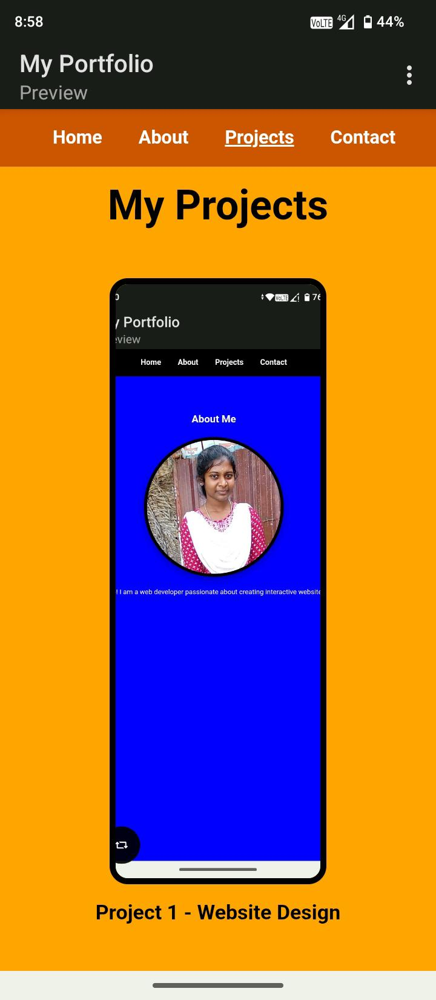 8:58 VoLTE 4G 44%
My Portfolio
Preview
Home About Projects Contact
My Projects
0 VoLTE 76
y Portfolio
eview
Home About Projects Contact
About Me
! I am a web developer passionate about creating interactive website
Project 1 - Website Design